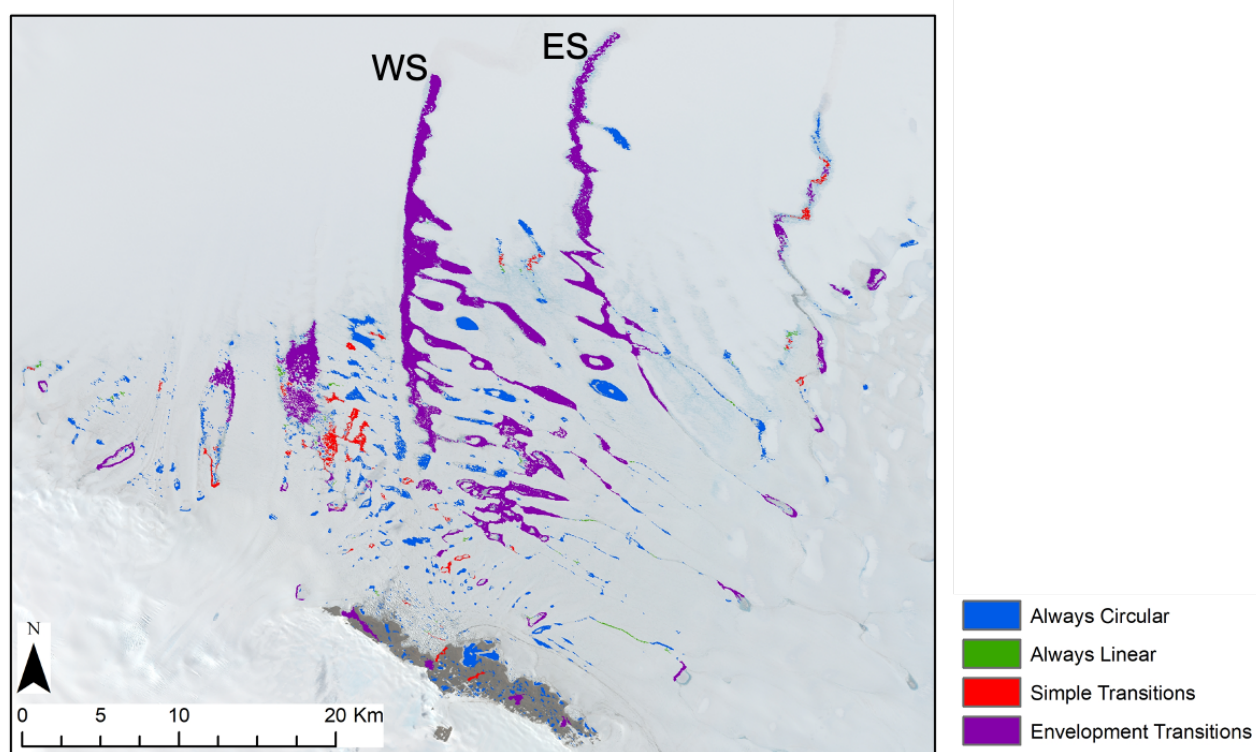 WS
ES
N
0 5 10 20 Km
Always Circular
Always Linear
Simple Transitions
Envelopment Transitions